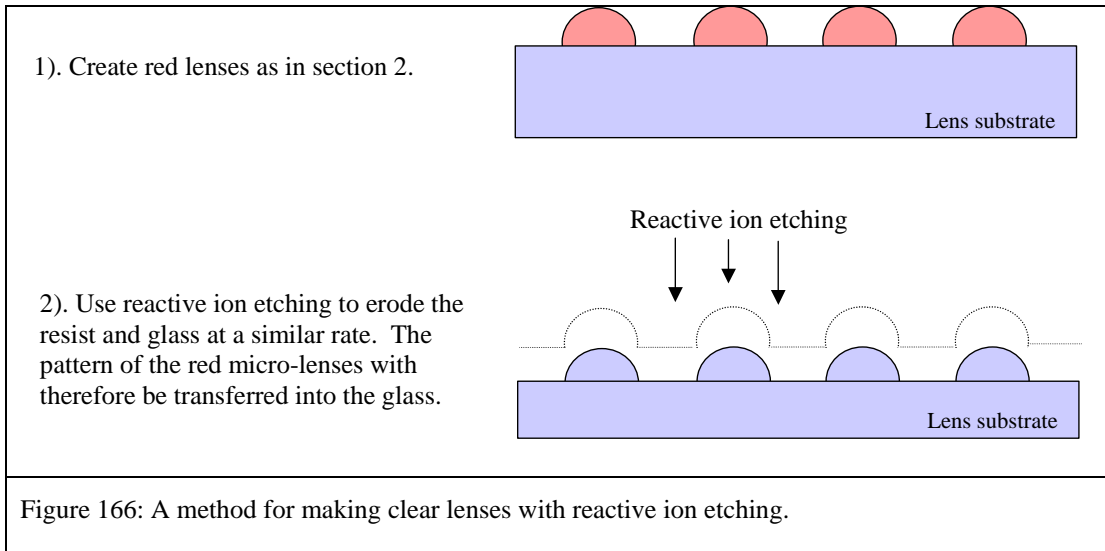 1). Create red lenses as in section 2.
Lens substrate
Reactive ion etching
2). Use reactive ion etching to erode the
resist and glass at a similar rate.  The
pattern of the red micro-lenses with
therefore be transferred into the glass.
Lens substrate
Figure 166: A method for making clear lenses with reactive ion etching.